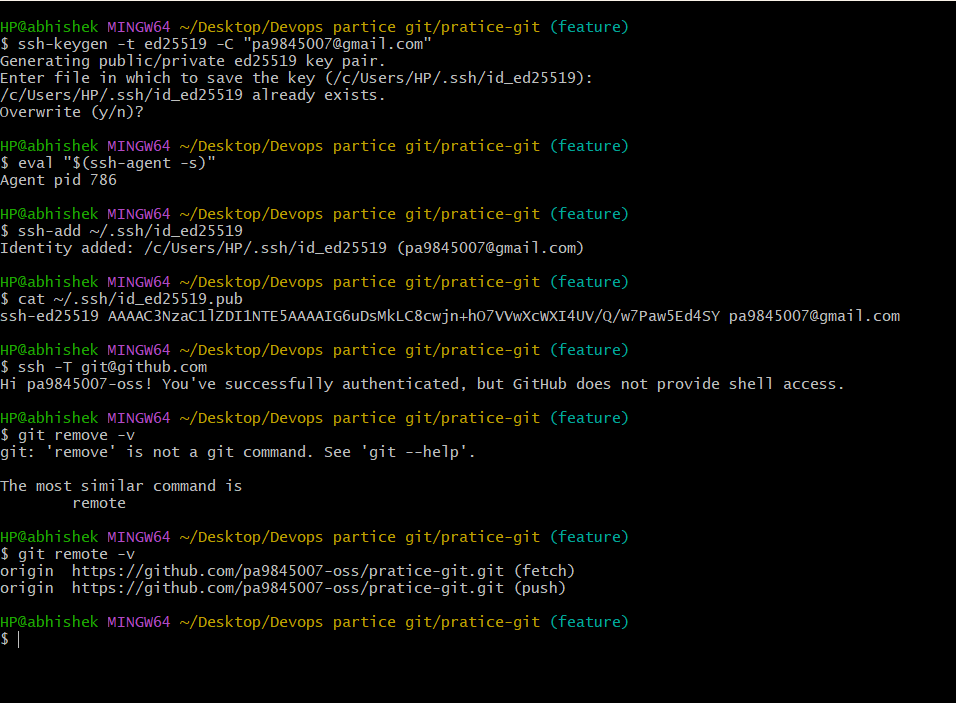 HP@abhishek MINGW64 ~/Desktop/Devops partice git/pratice-git (feature)
$ ssh-keygen -t ed25519 -C "pa9845007@gmail.com"
Generating public/private ed25519 key pair.
Enter file in which to save the key (/c/Users/HP/.ssh/id_ed25519):
/c/Users/HP/.ssh/id_ed25519 already exists.
Overwrite (y/n)?
HP@abhishek MINGW64 ~/Desktop/Devops partice git/pratice-git (feature)
$ eval "$(ssh-agent -s)"
Agent pid 786
HP@abhishek MINGW64 ~/Desktop/Devops partice git/pratice-git (feature)
$ ssh-add ~/.ssh/id_ed25519
Identity added: /c/Users/HP/.ssh/id_ed25519 (pa9845007@gmail.com)
HP@abhishek MINGW64 ~/Desktop/Devops partice git/pratice-git (feature)
$ cat ~/.ssh/id_ed25519.pub
ssh-ed25519 AAAAC3NzaC1lZDI1NTE5AAAAIG6uDsMkLC8cwjn+hO7VVwXcWXI4UV/Q/w7Paw5Ed4SY pa9845007@gmail.com
HP@abhishek MINGW64 ~/Desktop/Devops partice git/pratice-git (feature)
$ ssh -T git@github.com
Hi pa9845007-oss! You've successfully authenticated, but GitHub does not provide shell access.
HP@abhishek MINGW64 ~/Desktop/Devops partice git/pratice-git (feature)
$ git remove -v
git: 'remove' is not a git command. See 'git --help'.
The most similar command is
        remote
HP@abhishek MINGW64 ~/Desktop/Devops partice git/pratice-git (feature)
$ git remote -v
origin  https://github.com/pa9845007-oss/pratice-git.git (fetch)
origin  https://github.com/pa9845007-oss/pratice-git.git (push)
HP@abhishek MINGW64 ~/Desktop/Devops partice git/pratice-git (feature)
$